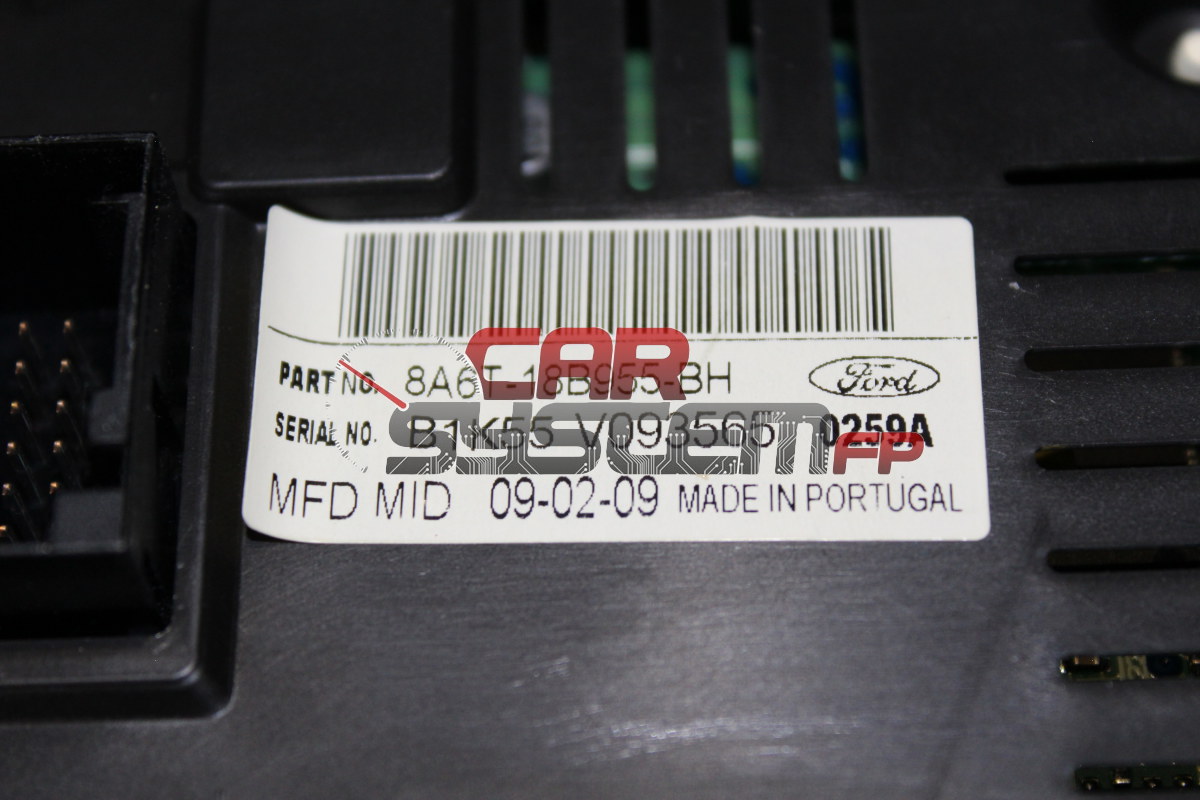 CAR
PART NO. 8A6T-18B955-BH Ford
SYSTEM FP
SERIAL NO. B1K55 V093565 0259A
MFD MID 09-02-09 MADE IN PORTUGAL